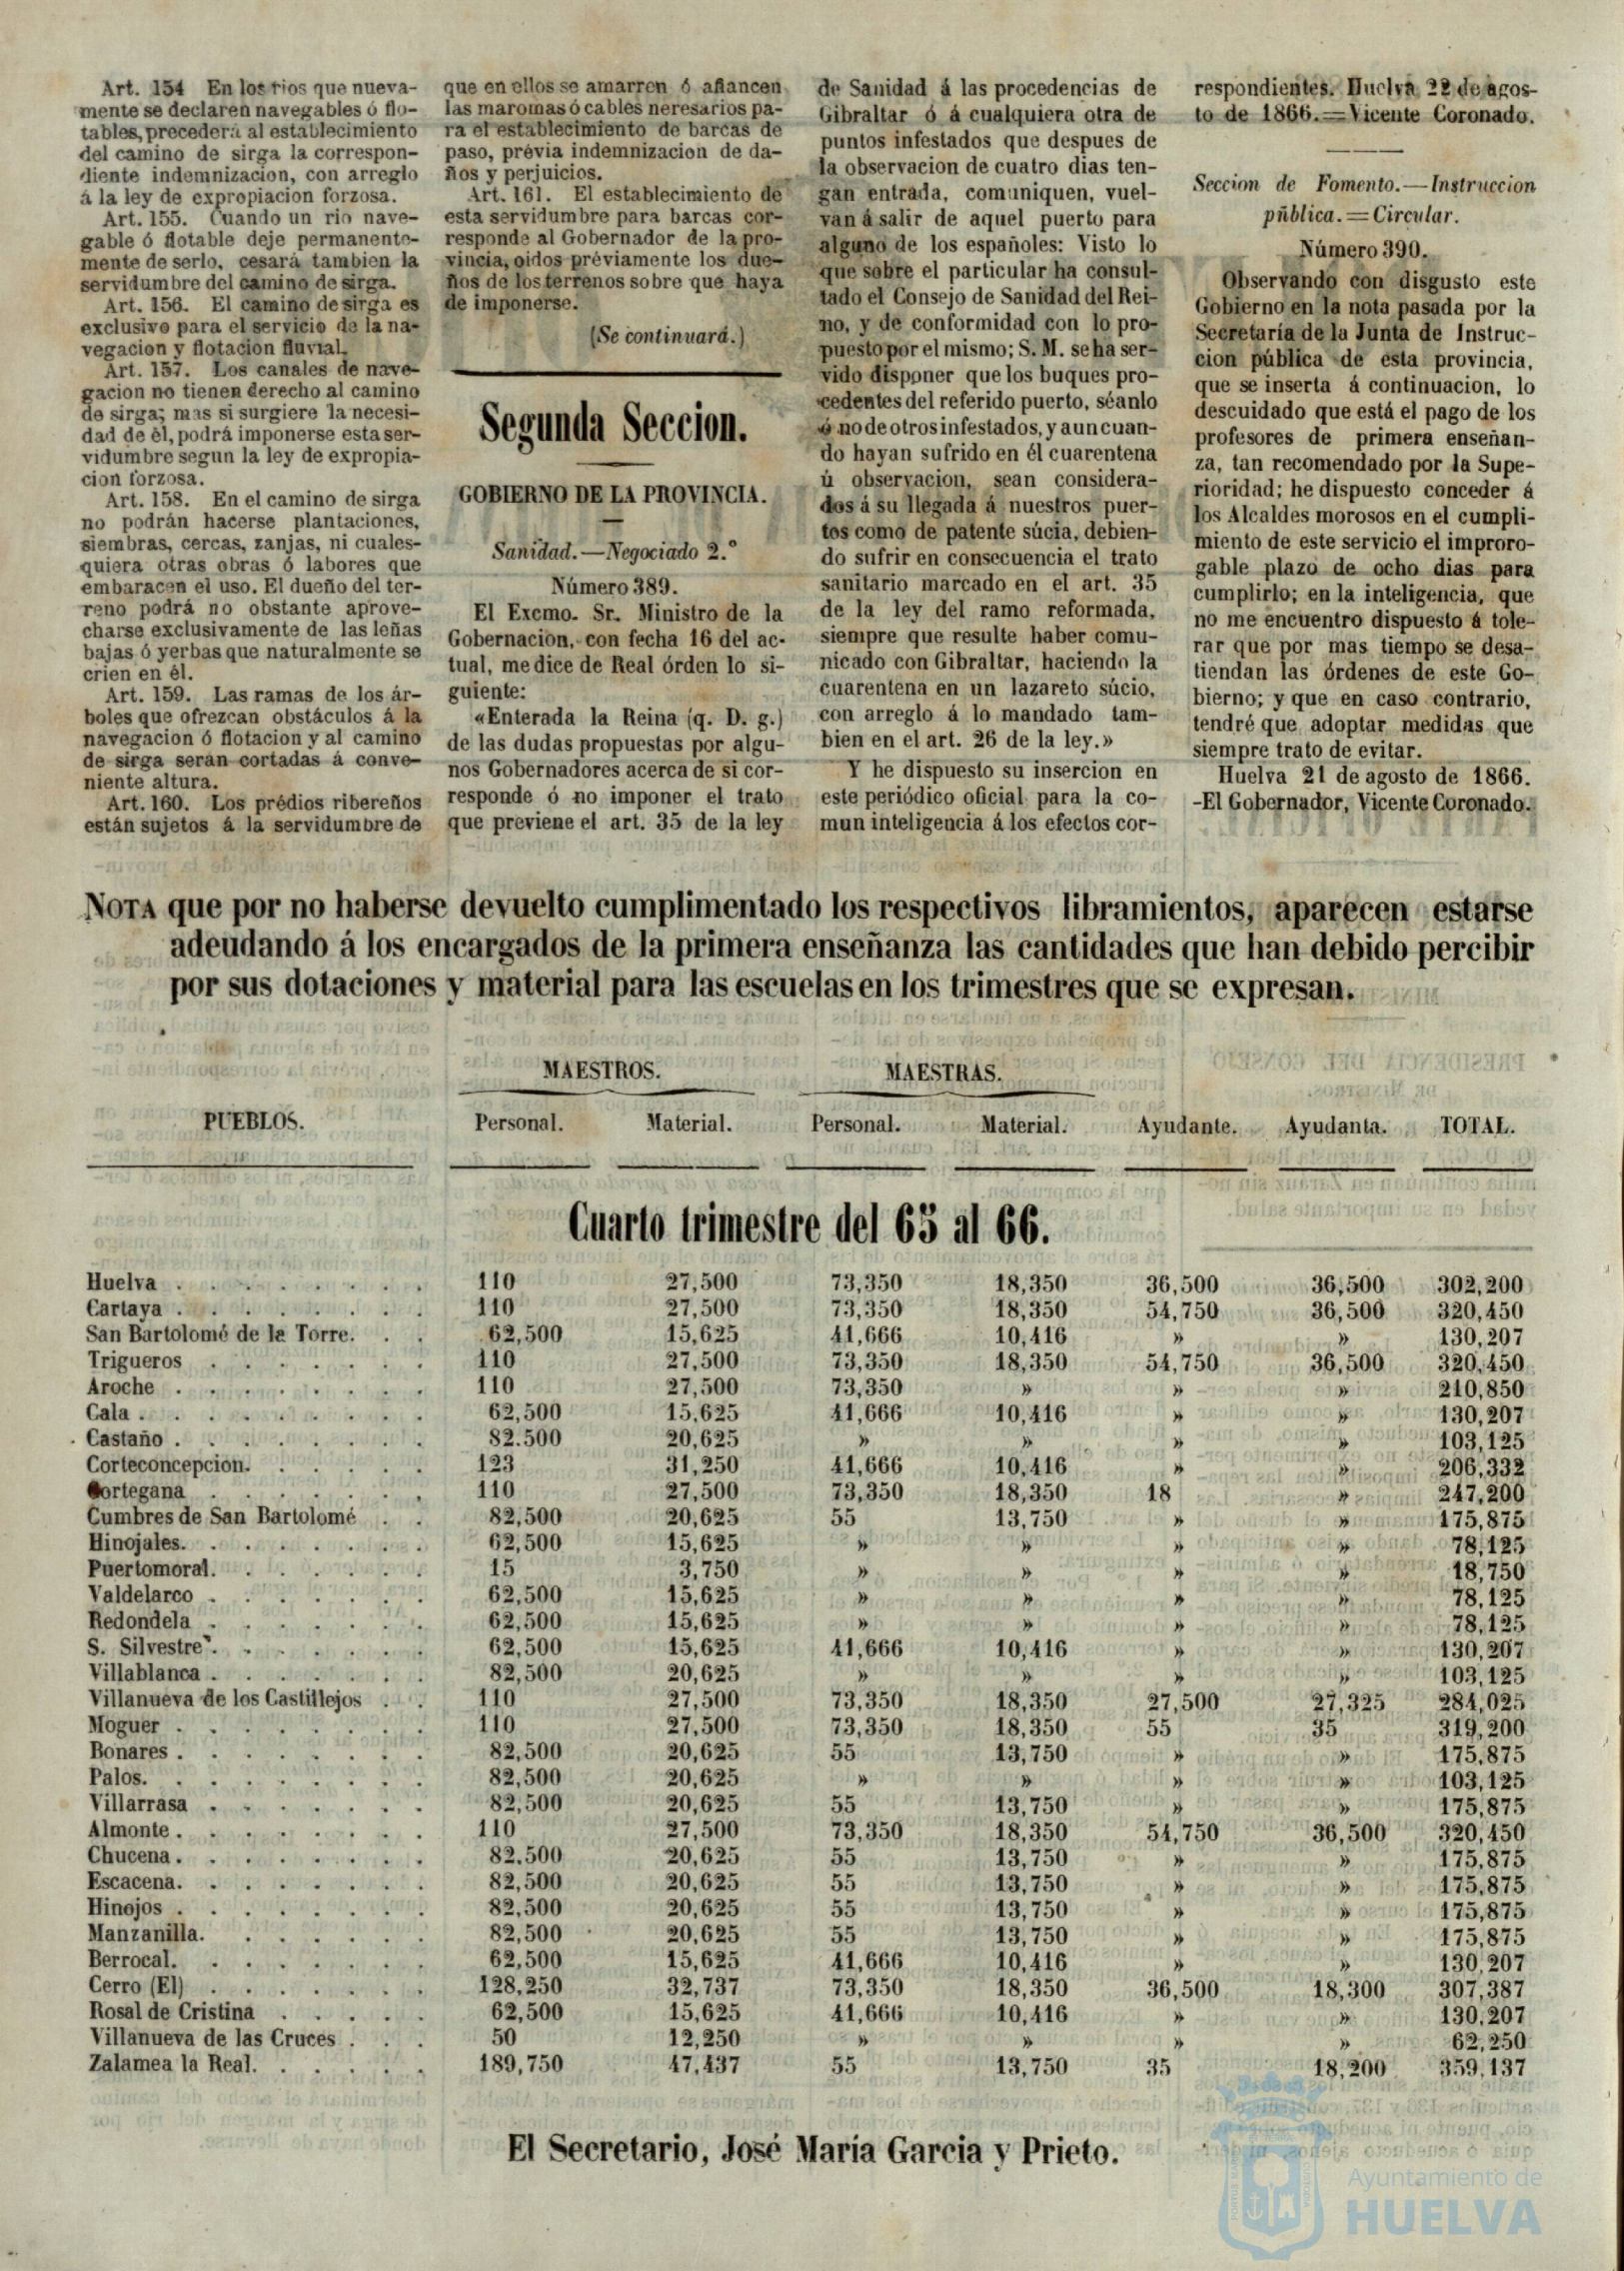 Art. 154 En los rios que nueva-
mente se declaren navegables ó flo-
tables, precederá al establecimiento
del camino de sirga la correspon-
diente indemnizacion, con arreglo
á la ley de expropiacion forzosa.
Art. 155. Cuando un rio nave-
gable ó flotable deje permanente-
mente de serlo, cesará tambien la
servidumbre del camino de sirga.
Art. 156. El camino de sirga es
exclusivo para el servicio de la na-
vegacion y flotacion fluvial.
Art. 157. Los canales de nave-
gacion no tienen derecho al camino
de sirga; mas si surgiere la necesi-
dad de él, podrá imponerse esta ser-
vidumbre segun la ley de expropia-
cion forzosa.
Art. 158. En el camino de sirga
no podrán hacerse plantaciones,
siembras, cercas, zanjas, ni cuales-
quiera otras obras ó labores que
embaracen el uso. El dueño del ter-
reno podrá no obstante aprove-
charse exclusivamente de las leñas
bajas ó yerbas que naturalmente se
crien en él.
Art. 159. Las ramas de los ár-
boles que ofrezcan obstáculos á la
navegacion ó flotacion y al camino
de sirga serán cortadas á conve-
niente altura.
Art. 160. Los prédios ribereños
están sujetos á la servidumbre de
que en ellos se amarren ó afiancen
las maromas ó cables neresarios pa-
ra el establecimiento de barcas de
paso, prévia indemnizacion de da-
ños y perjuicios.
Art. 161. El establecimiento de
esta servidumbre para barcas cor-
responde al Gobernador de la pro-
vincia, oidos préviamente los due-
ños de los terrenos sobre que haya
de imponerse.
(Se continuará.)
Segunda Seccion.
GOBIERNO DE LA PROVINCIA.
Sanidad.—Negociado 2.º
Número 389.
El Excmo. Sr. Ministro de la
Gobernacion, con fecha 16 del ac-
tual, me dice de Real órden lo si-
guiente:
«Enterada la Reina (q. D. g.)
de las dudas propuestas por algu-
nos Gobernadores acerca de si cor-
responde ó no imponer el trato
que previene el art. 35 de la ley
de Sanidad á las procedencias de
Gibraltar ó á cualquiera otra de
puntos infestados que despues de
la observacion de cuatro dias ten-
gan entrada, comuniquen, vuel-
van á salir de aquel puerto para
alguno de los españoles: Visto lo
que sobre el particular ha consul-
tado el Consejo de Sanidad del Rei-
no, y de conformidad con lo pro-
puesto por el mismo; S. M. se ha ser-
vido disponer que los buques pro-
cedentes del referido puerto, séanlo
ó no de otros infestados, y aun cuan-
do hayan sufrido en él cuarentena
ú observacion, sean considera-
dos á su llegada á nuestros puer-
tos como de patente súcia, debien-
do sufrir en consecuencia el trato
sanitario marcado en el art. 35
de la ley del ramo reformada,
siempre que resulte haber comu-
nicado con Gibraltar, haciendo la
cuarentena en un lazareto súcio,
con arreglo á lo mandado tam-
bien en el art. 26 de la ley.»
Y he dispuesto su insercion en
este periódico oficial para la co-
mun inteligencia á los efectos cor-
respondientes. Huelva 22 de agos-
to de 1866.—Vicente Coronado.
Seccion de Fomento.—Instruccion
pública.—Circular.
Número 390.
Observando con disgusto este
Gobierno en la nota pasada por la
Secretaría de la Junta de Instruc-
cion pública de esta provincia,
que se inserta á continuacion, lo
descuidado que está el pago de los
profesores de primera enseñan-
za, tan recomendado por la Supe-
rioridad; he dispuesto conceder á
los Alcaldes morosos en el cumpli-
miento de este servicio el improro-
gable plazo de ocho dias para
cumplirlo; en la inteligencia, que
no me encuentro dispuesto á tole-
rar que por mas tiempo se desa-
tiendan las órdenes de este Go-
bierno; y que en caso contrario,
tendré que adoptar medidas que
siempre trato de evitar.
Huelva 21 de agosto de 1866.
-El Gobernador, Vicente Coronado.
NOTA que por no haberse devuelto cumplimentado los respectivos libramientos, aparecen estarse
adeudando á los encargados de la primera enseñanza las cantidades que han debido percibir
por sus dotaciones y material para las escuelas en los trimestres que se expresan.
MAESTROS. MAESTRAS.
PUEBLOS. Personal. Material. Personal. Material. Ayudante. Ayudanta. TOTAL.
Cuarto trimestre del 65 al 66.
Huelva . . . . . . . . 110 27,500 73,350 18,350 36,500 36,500 302,200
Cartaya . . . . . . . . 110 27,500 73,350 18,350 54,750 36,500 320,450
San Bartolomé de la Torre. . . 62,500 15,625 41,666 10,416 » » 130,207
Trigueros . . . . . . . 110 27,500 73,350 18,350 54,750 36,500 320,450
Aroche . . . . . . . . 110 27,500 73,350 » » » 210,850
Cala . . . . . . . . . 62,500 15,625 41,666 10,416 » » 130,207
Castaño . . . . . . . . 82.500 20,625 » » » » 103,125
Corteconcepcion. . . . . . 123 31,250 41,666 10,416 » » 206,332
Cortegana . . . . . . . 110 27,500 73,350 18,350 18 » 247,200
Cumbres de San Bartolomé . . 82,500 20,625 55 13,750 » » 175,875
Hinojales. . . . . . . . 62,500 15,625 » » » » 78,125
Puertomoral. . . . . . . 15 3,750 » » » » 18,750
Valdelarco . . . . . . . 62,500 15,625 » » » » 78,125
Redondela . . . . . . . 62,500 15,625 » » » » 78,125
S. Silvestre . . . . . . . 62,500 15,625 41,666 10,416 » » 130,207
Villablanca . . . . . . . 82,500 20,625 » » » » 103,125
Villanueva de los Castillejos . . 110 27,500 73,350 18,350 27,500 27,325 284,025
Moguer . . . . . . . . 110 27,500 73,350 18,350 55 35 319,200
Bonares . . . . . . . . 82,500 20,625 55 13,750 » » 175,875
Palos. . . . . . . . . 82,500 20,625 » » » » 103,125
Villarrasa . . . . . . . 82,500 20,625 55 13,750 » » 175,875
Almonte . . . . . . . . 110 27,500 73,350 18,350 54,750 36,500 320,450
Chucena . . . . . . . . 82.500 20,625 55 13,750 » » 175,875
Escacena. . . . . . . . 82,500 20,625 55 13,750 » » 175,875
Hinojos . . . . . . . . 82,500 20,625 55 13,750 » » 175,875
Manzanilla. . . . . . . 82,500 20,625 55 13,750 » » 175,875
Berrocal. . . . . . . . 62,500 15,625 41,666 10,416 » » 130,207
Cerro (El) . . . . . . . 128,250 32,737 73,350 18,350 36,500 18,300 307,387
Rosal de Cristina . . . . . 62,500 15,625 41,666 10,416 » » 130,207
Villanueva de las Cruces . . . 50 12,250 » » » » 62,250
Zalamea la Real. . . . . . 189,750 47,437 55 13,750 35 18,200 359,137
El Secretario, José María Garcia y Prieto.
Ayuntamiento de
HUELVA